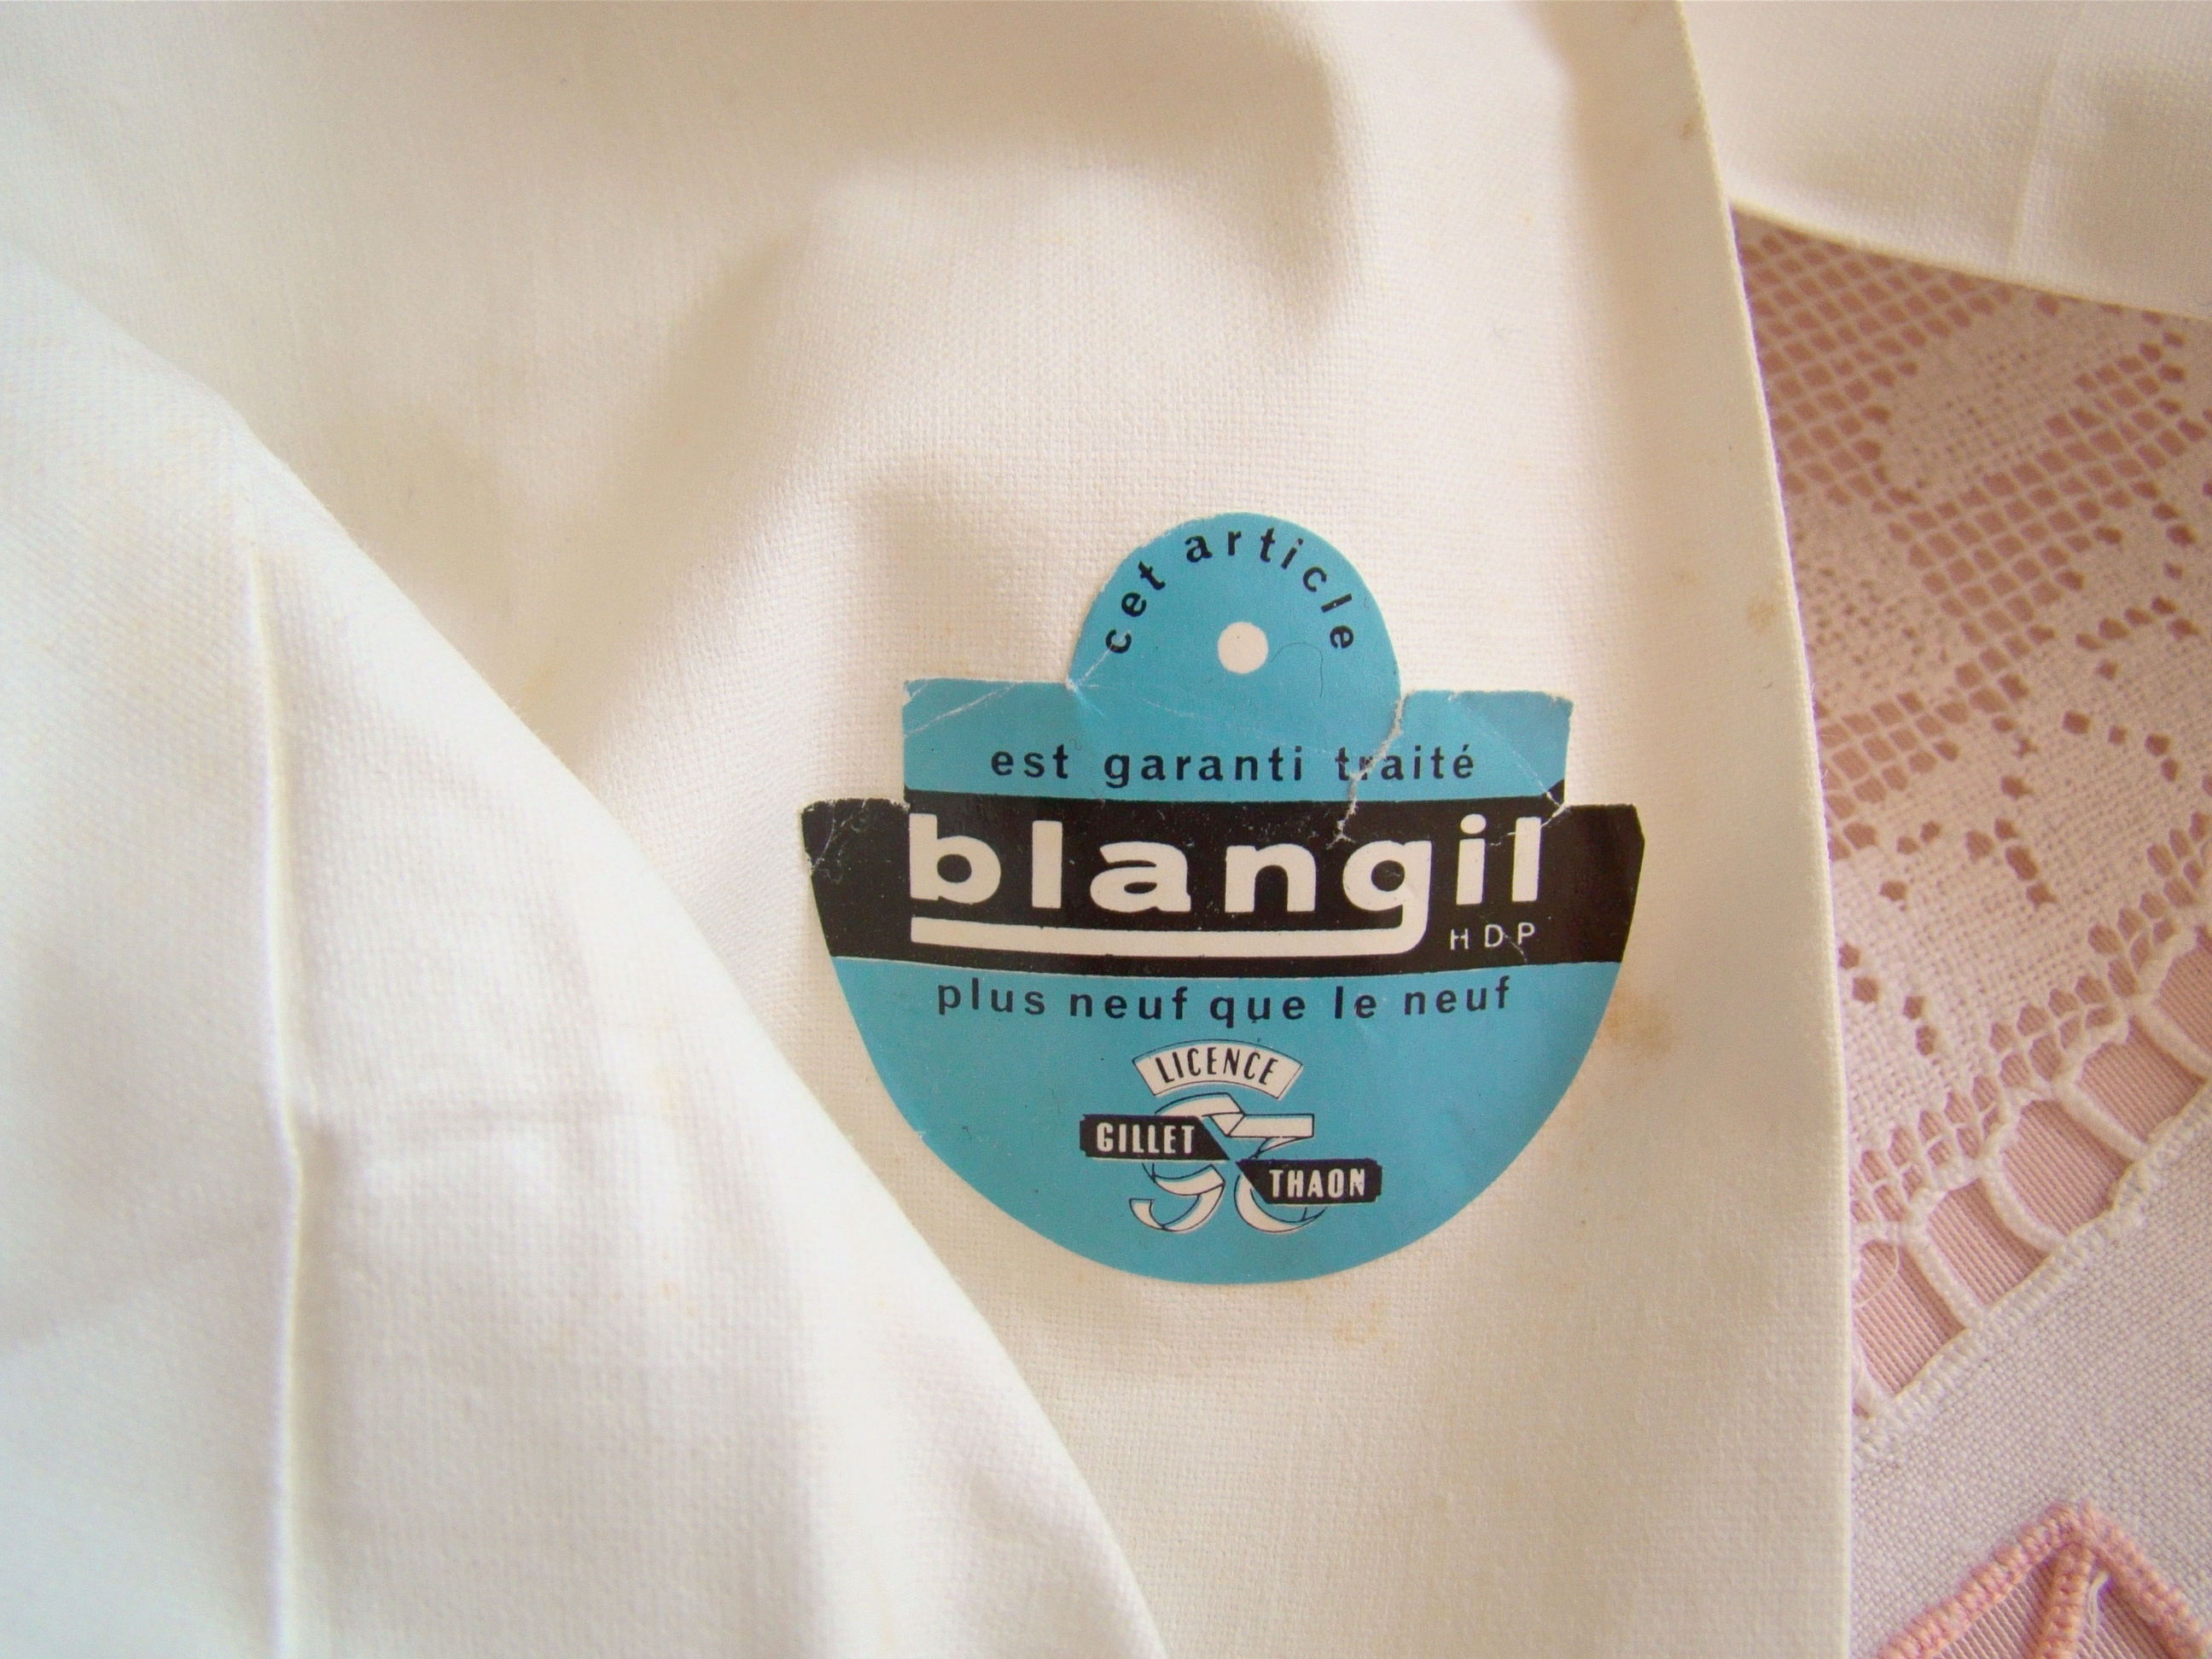 cet article
est garanti traité
blangil
HDP
plus neuf que le neuf
LICENCE
GILLET
THAON